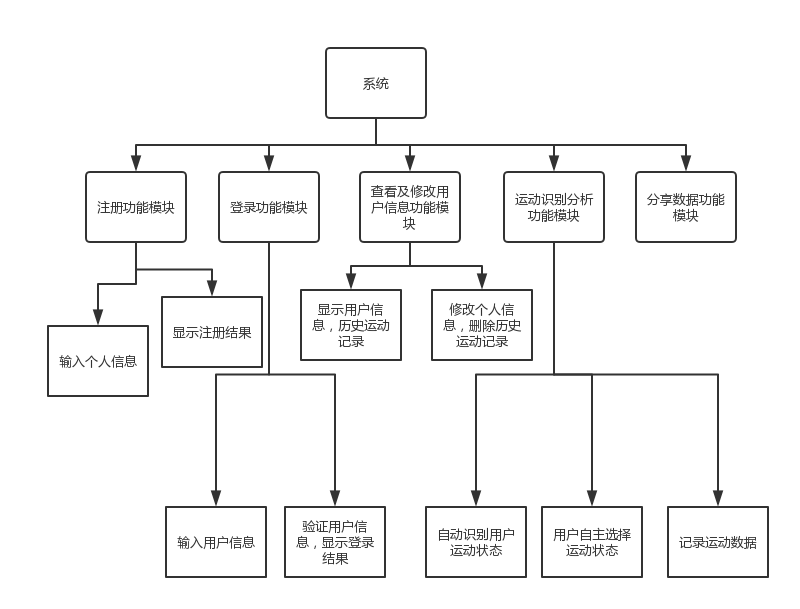 系统
注册功能模块
登录功能模块
查看及修改用
户信息功能模
块
运动识别分析
功能模块
分享数据功能
模块
输入个人信息
显示注册结果
显示用户信
息，历史运动
记录
修改个人信
息，删除历史
运动记录
输入用户信息
验证用户信
息，显示登录
结果
自动识别用户
运动状态
用户自主选择
运动状态
记录运动数据